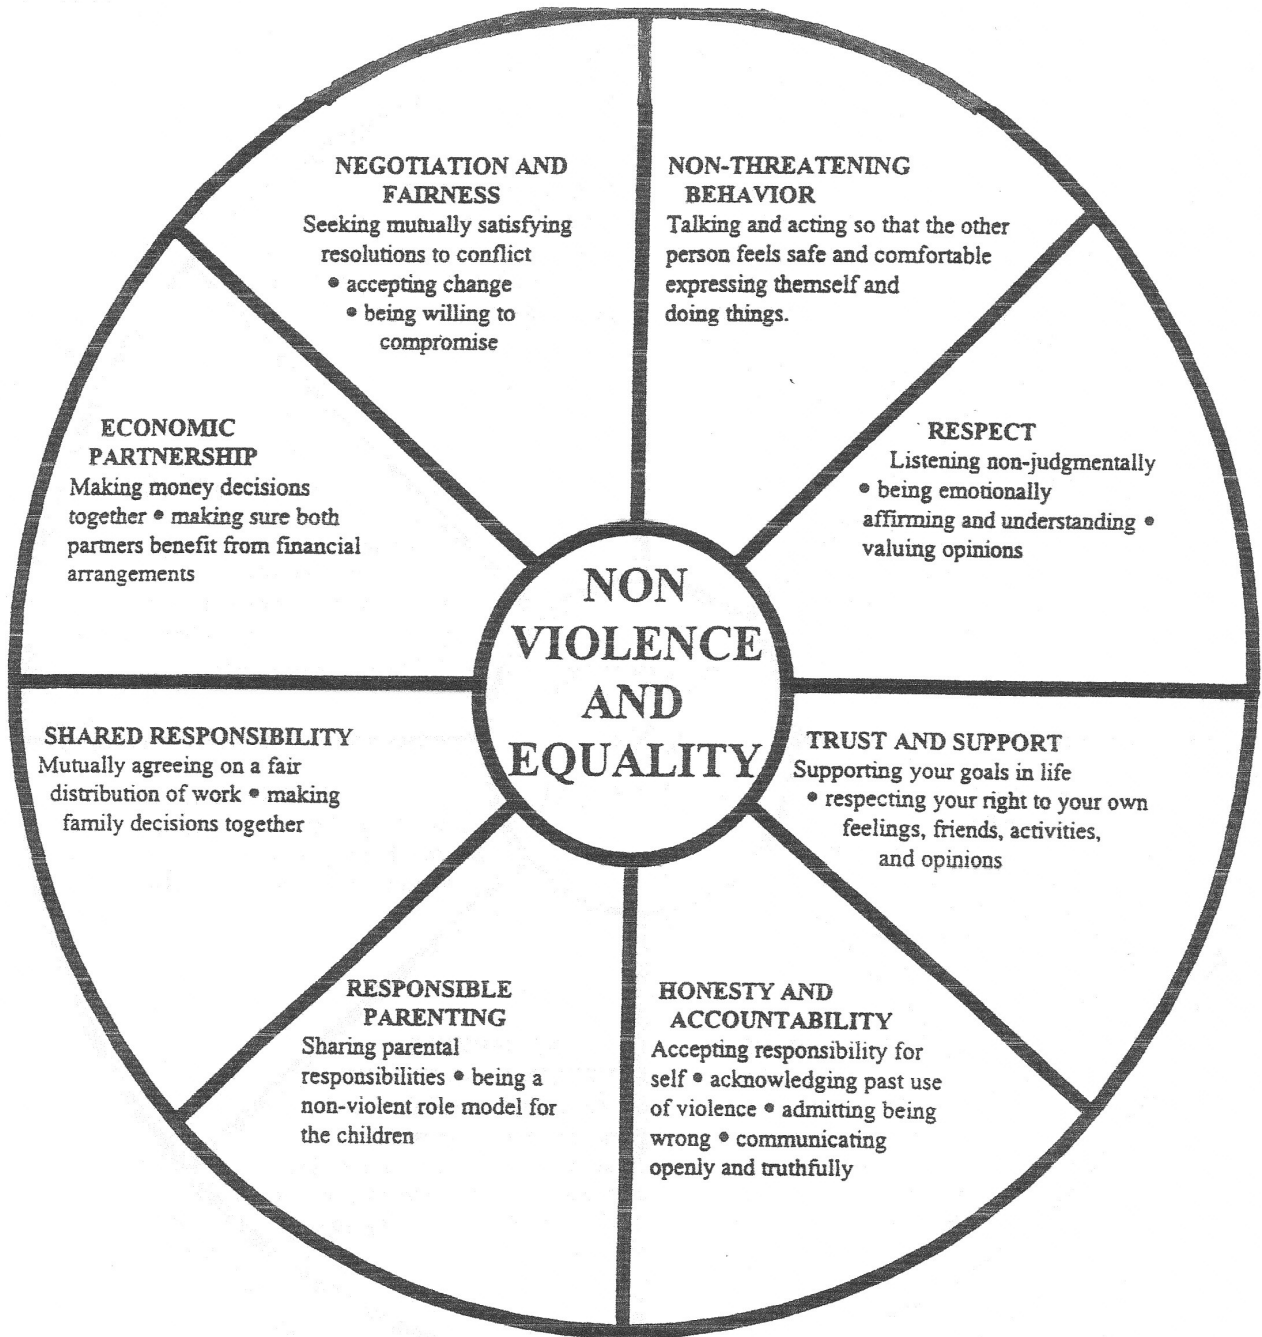 NEGOTIATION AND
FAIRNESS
Seeking mutually satisfying
resolutions to conflict
• accepting change
• being willing to
compromise
NON-THREATENING
BEHAVIOR
Talking and acting so that the other
person feels safe and comfortable
expressing themself and
doing things.
RESPECT
Listening non-judgmentally
• being emotionally
affirming and understanding •
valuing opinions
TRUST AND SUPPORT
Supporting your goals in life
• respecting your right to your own
feelings, friends, activities,
and opinions
HONESTY AND
ACCOUNTABILITY
Accepting responsibility for
self • acknowledging past use
of violence • admitting being
wrong • communicating
openly and truthfully
RESPONSIBLE
PARENTING
Sharing parental
responsibilities • being a
non-violent role model for
the children
SHARED RESPONSIBILITY
Mutually agreeing on a fair
distribution of work • making
family decisions together
ECONOMIC
PARTNERSHIP
Making money decisions
together • making sure both
partners benefit from financial
arrangements
NON
VIOLENCE
AND
EQUALITY